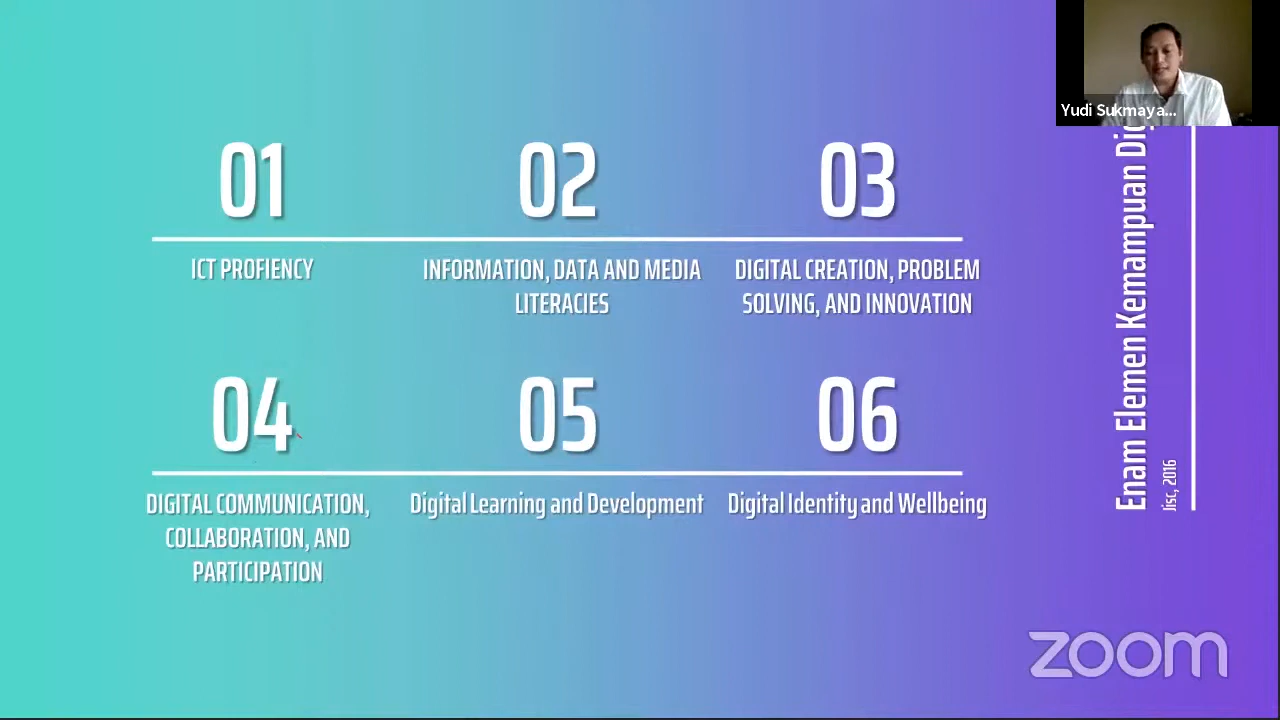 Yudi Sukmaya...
01
02
03
ICT PROFIENCY
INFORMATION, DATA AND MEDIA
LITERACIES
DIGITAL CREATION, PROBLEM
SOLVING, AND INNOVATION
04
05
06
DIGITAL COMMUNICATION,
COLLABORATION, AND
PARTICIPATION
Digital Learning and Development
Digital Identity and Wellbeing
Enam Elemen Kemampuan
Jisc, 2016
zoom